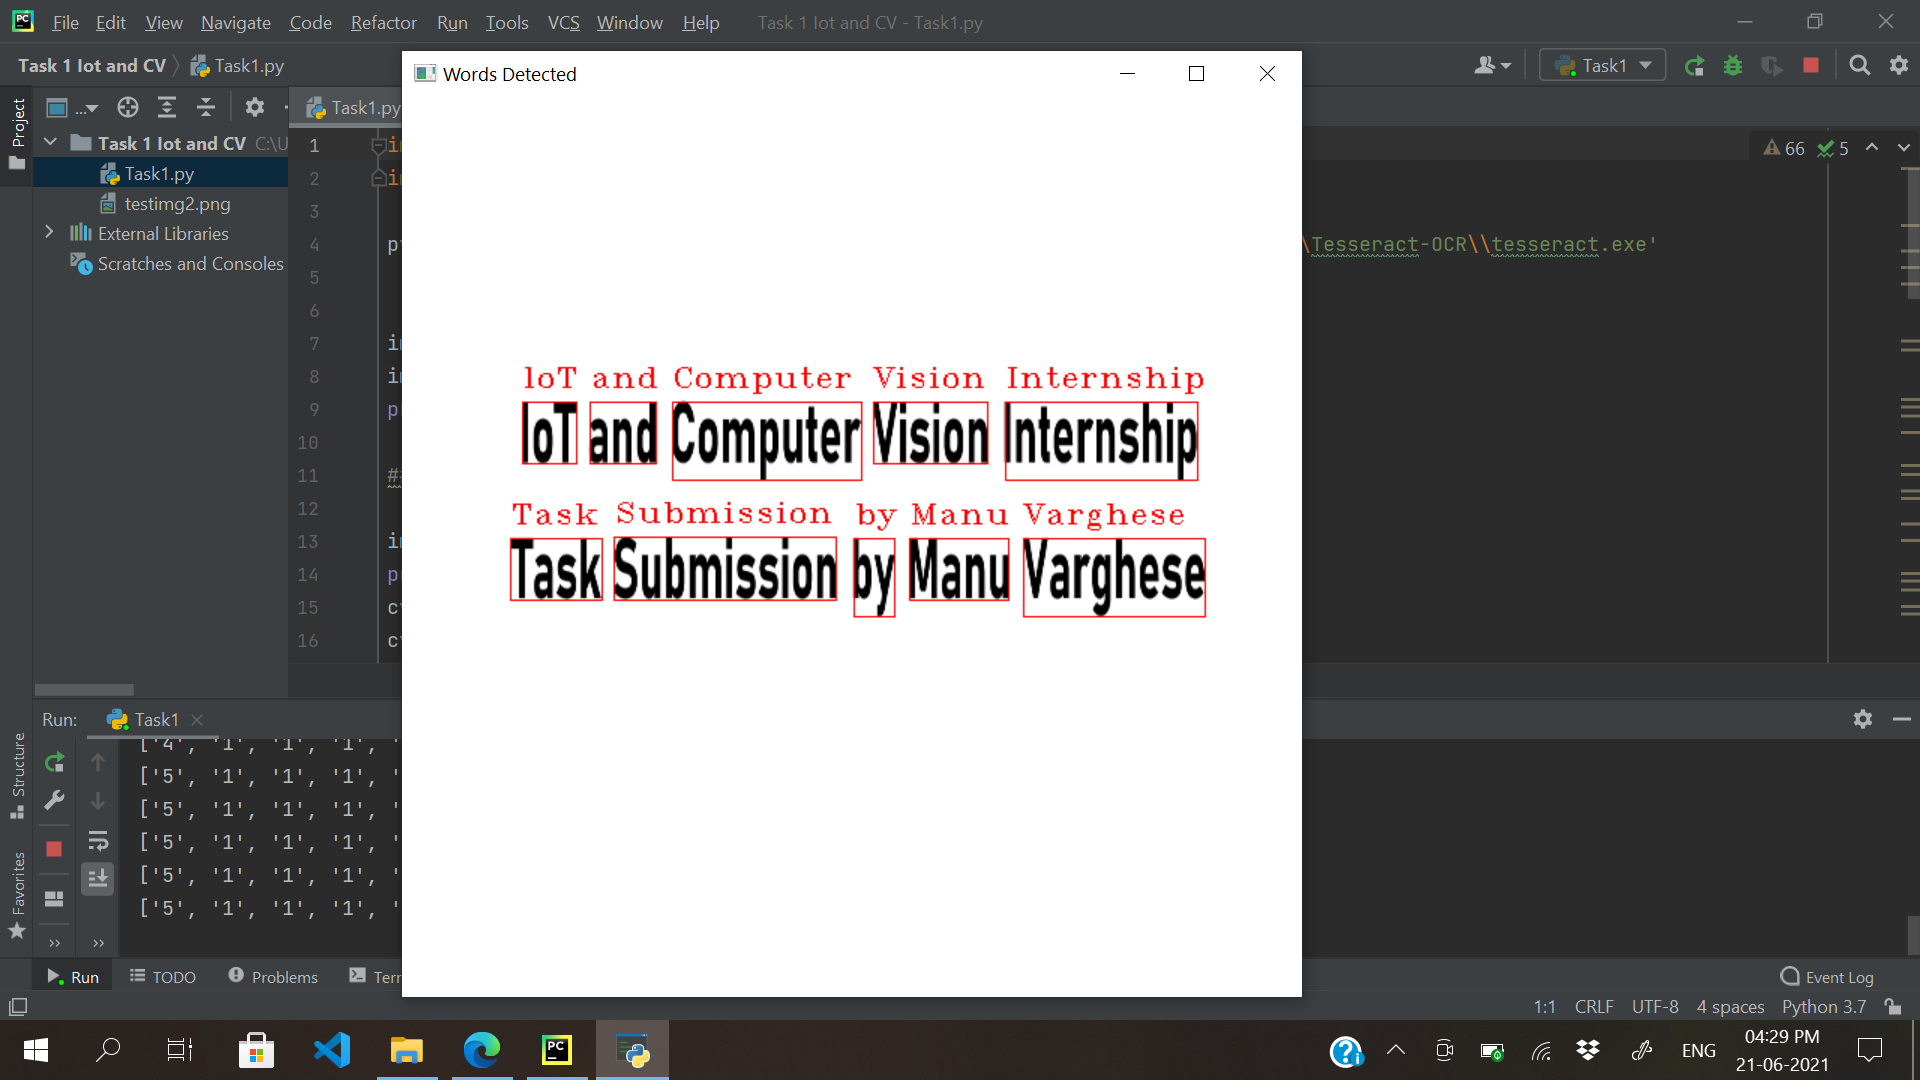 File Edit View Navigate Code Refactor Run Tools VCS Window Help Task 1 Iot and CV - Task1.py
Task 1 Iot and CV Task1.py
Task1
Project
... Task1.py
Task 1 Iot and CV C:\U
Task1.py
testimg2.png
External Libraries
Scratches and Consoles
66 5
1 i
2 i
3
4 \Tesseract-OCR\\tesseract.exe'
5
6
7
8
9 p
10
11 #
12
13
14 p
15 c
16 c
Words Detected
IoT and Computer Vision Internship
IoT and Computer Vision Internship
Task Submission by Manu Varghese
Task Submission by Manu Varghese
Run: Task1
['4', '1', '1', '1', '
['5', '1', '1', '1', '
['5', '1', '1', '1', '
['5', '1', '1', '1', '
['5', '1', '1', '1', '
['5', '1', '1', '1', '
Structure
Favorites
Run TODO Problems Terr Event Log
1:1 CRLF UTF-8 4 spaces Python 3.7
PC ENG 04:29 PM
21-06-2021